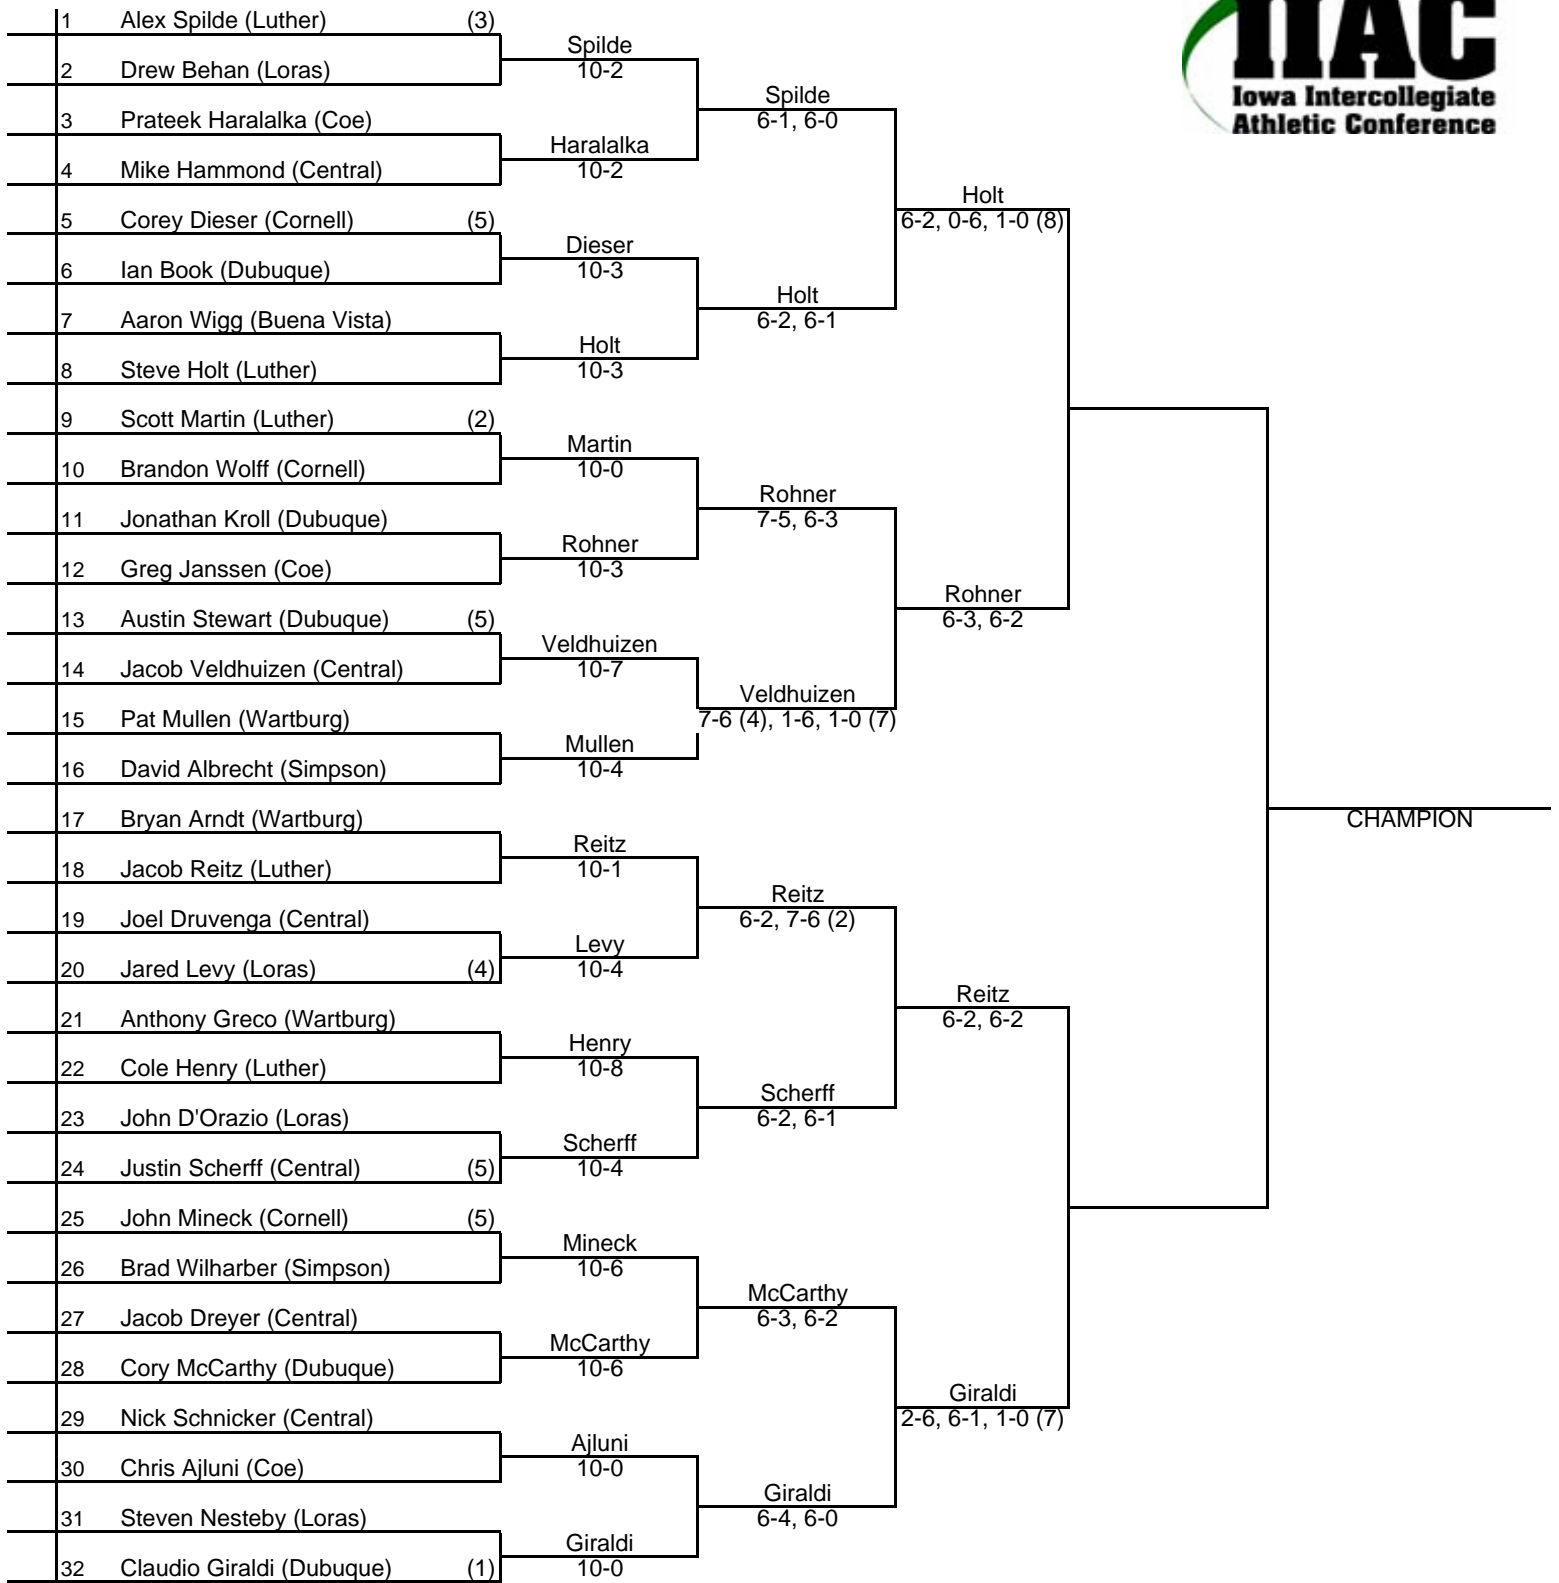 IIAC
Iowa Intercollegiate
Athletic Conference
1 Alex Spilde (Luther) (3)
Spilde
10-2
2 Drew Behan (Loras)
Spilde
6-1, 6-0
3 Prateek Haralalka (Coe)
Haralalka
10-2
4 Mike Hammond (Central)
Holt
6-2, 0-6, 1-0 (8)
5 Corey Dieser (Cornell) (5)
Dieser
10-3
6 Ian Book (Dubuque)
Holt
6-2, 6-1
7 Aaron Wigg (Buena Vista)
Holt
10-3
8 Steve Holt (Luther)
9 Scott Martin (Luther) (2)
Martin
10-0
10 Brandon Wolff (Cornell)
Rohner
7-5, 6-3
11 Jonathan Kroll (Dubuque)
Rohner
10-3
12 Greg Janssen (Coe)
Rohner
6-3, 6-2
13 Austin Stewart (Dubuque) (5)
Veldhuizen
10-7
14 Jacob Veldhuizen (Central)
Veldhuizen
7-6 (4), 1-6, 1-0 (7)
15 Pat Mullen (Wartburg)
Mullen
10-4
16 David Albrecht (Simpson)
17 Bryan Arndt (Wartburg)
CHAMPION
Reitz
10-1
18 Jacob Reitz (Luther)
Reitz
6-2, 7-6 (2)
19 Joel Druvenga (Central)
Levy
10-4
20 Jared Levy (Loras) (4)
Reitz
6-2, 6-2
21 Anthony Greco (Wartburg)
Henry
10-8
22 Cole Henry (Luther)
Scherff
6-2, 6-1
23 John D'Orazio (Loras)
Scherff
10-4
24 Justin Scherff (Central) (5)
25 John Mineck (Cornell) (5)
Mineck
10-6
26 Brad Wilharber (Simpson)
McCarthy
6-3, 6-2
27 Jacob Dreyer (Central)
McCarthy
10-6
28 Cory McCarthy (Dubuque)
Giraldi
2-6, 6-1, 1-0 (7)
29 Nick Schnicker (Central)
Ajluni
10-0
30 Chris Ajluni (Coe)
Giraldi
6-4, 6-0
31 Steven Nesteby (Loras)
Giraldi
10-0
32 Claudio Giraldi (Dubuque) (1)